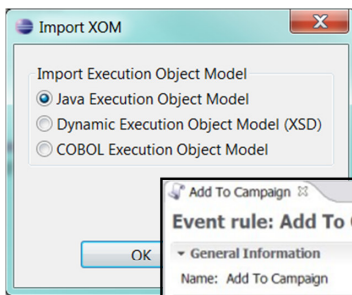 Import XOM
Import Execution Object Model
Java Execution Object Model
Dynamic Execution Object Model (XSD)
COBOL Execution Object Model
OK
Add To Campaign
Event rule: Add To
General Information
Name: Add To Campaign